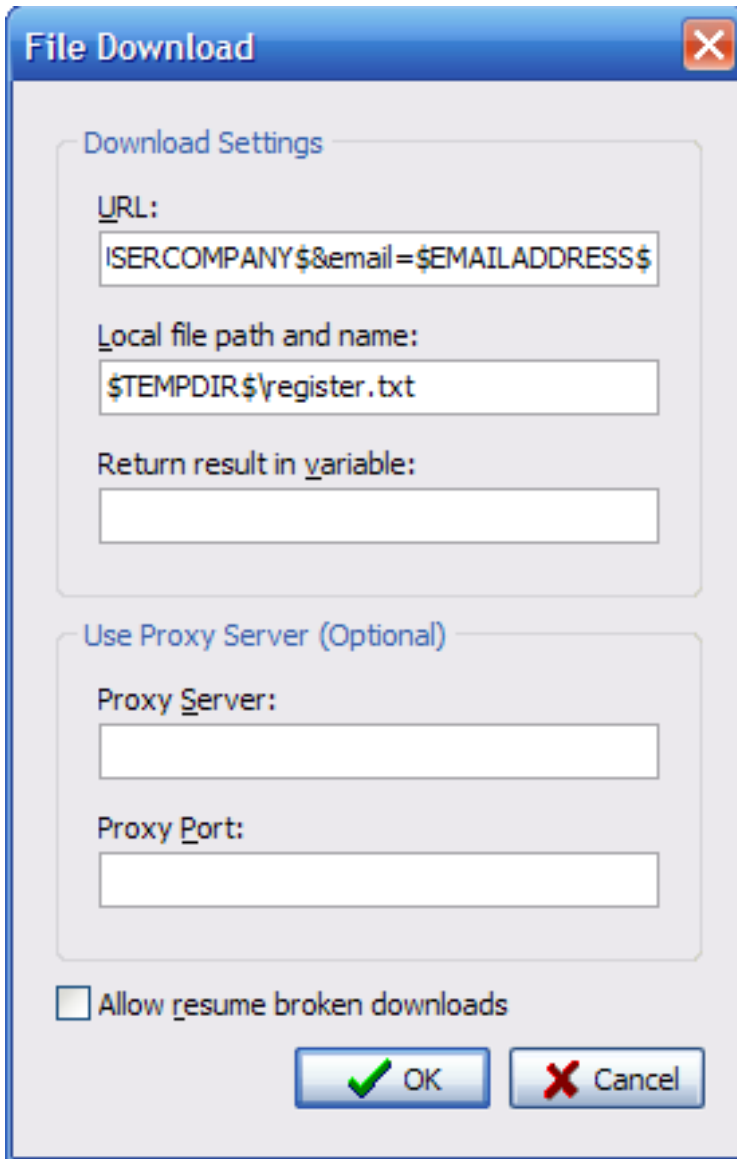 File Download
Download Settings
URL:
SERCOMPANY$&email=$EMAILADDRESS$
Local file path and name:
$TEMPDIR$\register.txt
Return result in variable:
Use Proxy Server (Optional)
Proxy Server:
Proxy Port:
Allow resume broken downloads
OK
Cancel